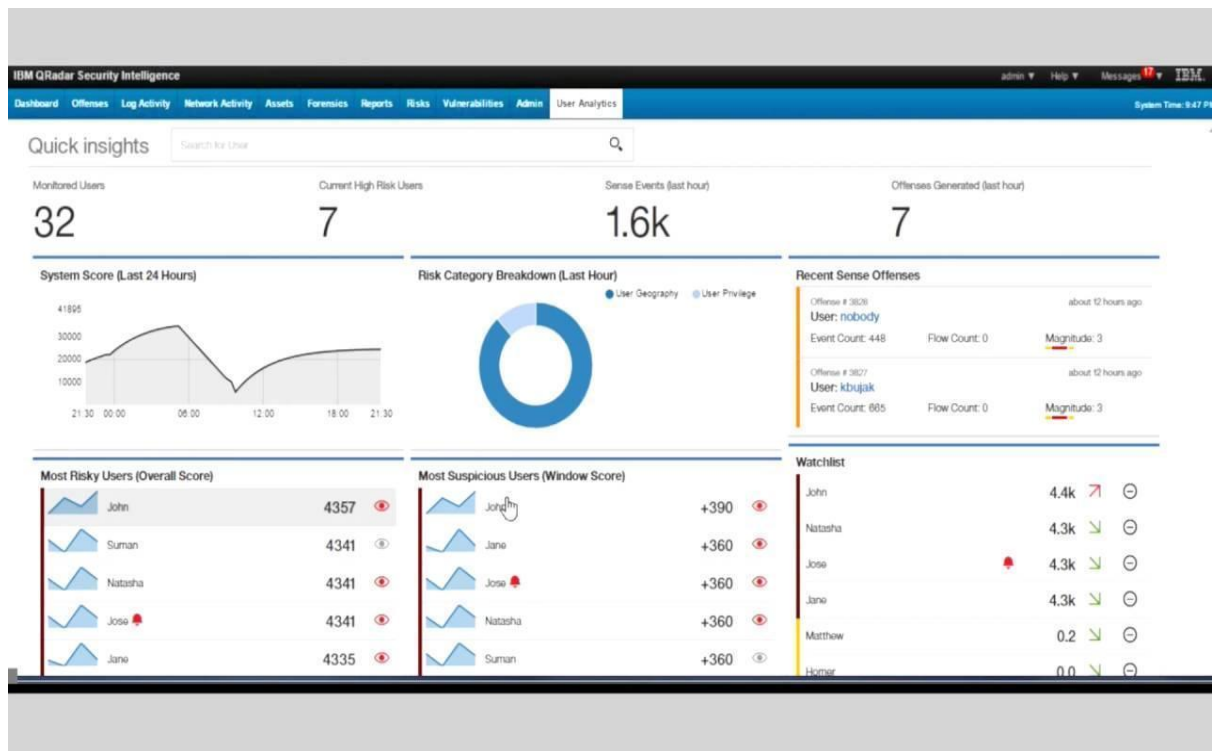 IBM QRadar Security Intelligence
admin Help Messages 17 IBM.
Dashboard Offenses Log Activity Network Activity Assets Forensics Reports Risks Vulnerabilities Admin User Analytics
System Time: 9:47 P
Quick insights Search for User
Monitored Users Current High Risk Users Sense Events (last hour) Offenses Generated (last hour)
32 7 1.6k 7
System Score (Last 24 Hours)
41895
30000
20000
10000
21:30 00:00 06:00 12:00 18:00 21:30
Risk Category Breakdown (Last Hour)
User Geography User Privilege
Recent Sense Offenses
Offense # 3828 about 12 hours ago
User: nobody
Event Count: 448 Flow Count: 0 Magnitude: 3
Offense # 3827 about 12 hours ago
User: kbujak
Event Count: 665 Flow Count: 0 Magnitude: 3
Most Risky Users (Overall Score)
John 4357
Suman 4341
Natasha 4341
Jose 4341
Jane 4335
Most Suspicious Users (Window Score)
John +390
Jane +360
Jose +360
Natasha +360
Suman +360
Watchlist
John 4.4k
Natasha 4.3k
Jose 4.3k
Jane 4.3k
Matthew 0.2
Homer 0.0